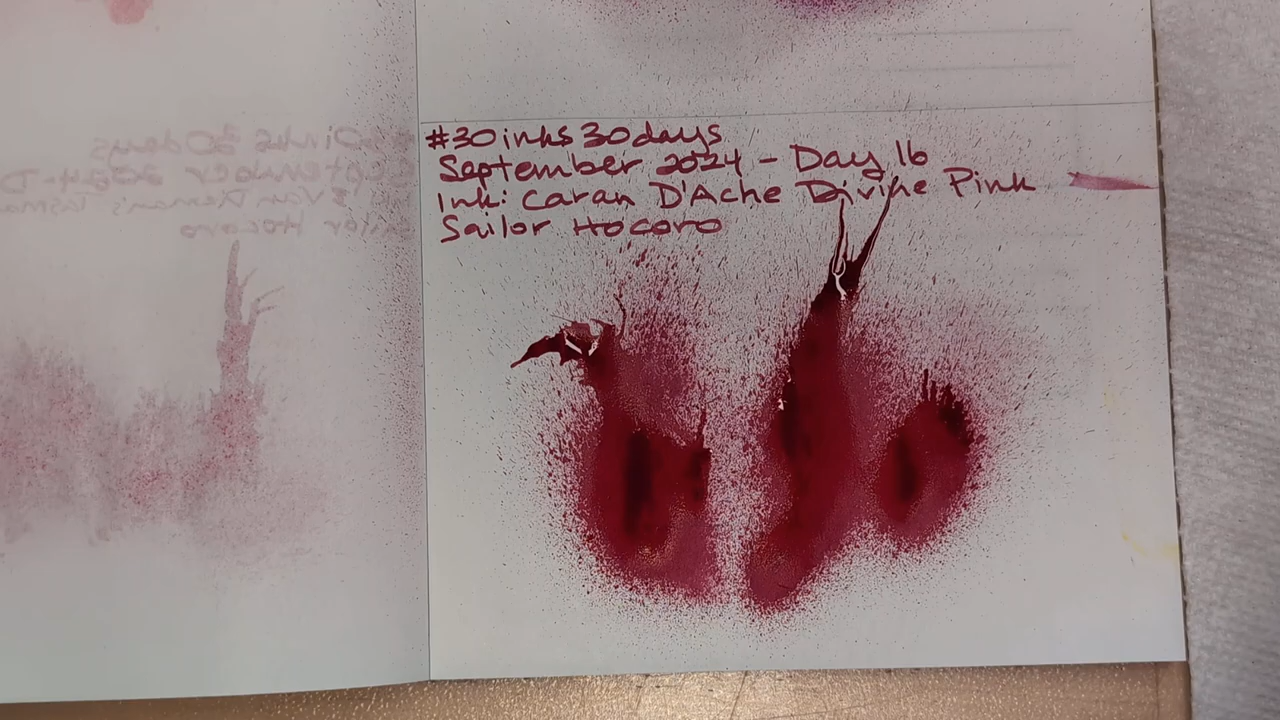 #30inks30days
September 2024 - Day 16
Ink: Caran D'Ache Divine Pink
Sailor Hocoro